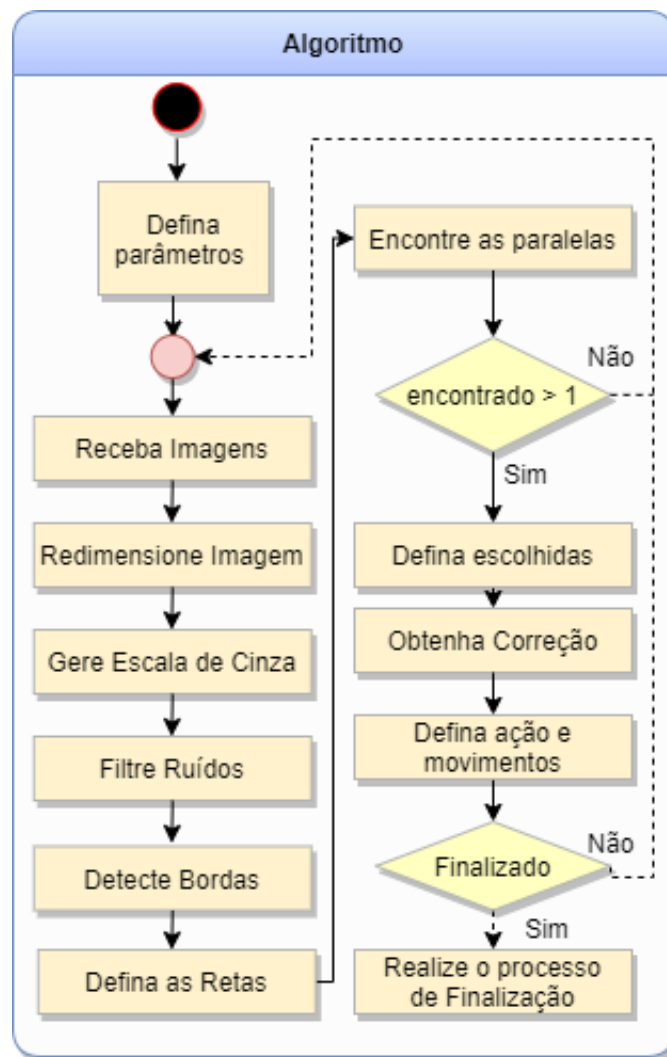 Algoritmo
Defina
parâmetros
Receba Imagens
Redimensione Imagem
Gere Escala de Cinza
Filtre Ruídos
Detecte Bordas
Defina as Retas
Encontre as paralelas
encontrado > 1
Não
Sim
Defina escolhidas
Obtenha Correção
Defina ação e
movimentos
Finalizado
Não
Sim
Realize o processo
de Finalização